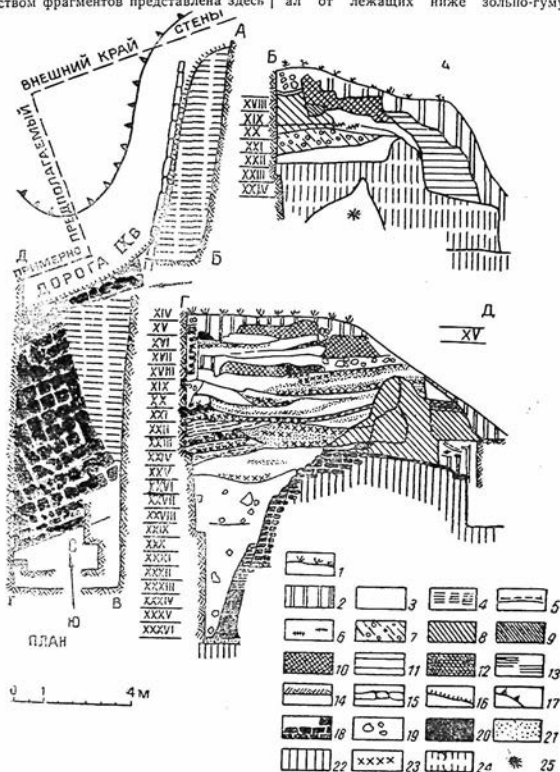 ством фрагментов представлена здесь | ал от лежащих ниже зольно-гуму
ВНЕШНИЙ КРАЙ СТЕНЫ
ПРИМЕРНО ПРЕДПОЛАГАЕМЫЙ
ДОРОГА IX в
А
Б
Д
Г
В
С
Ю
ПЛАН
0 1 4 м
Б
4
XVIII
XIX
XX
XXI
XXII
XXIII
XXIV
Г
Д
XV
XIV
XV
XVI
XVII
XVIII
XIX
XX
XXI
XXII
XXIII
XXIV
XXV
XXVI
XXVII
XXVIII
XXIX
XXX
XXXI
XXXII
XXXIII
XXXIV
XXXV
XXXVI
1
2 3 4 5
6 7 8 9
10 11 12 13
14 15 16 17
18 19 20 21
22 23 24 25